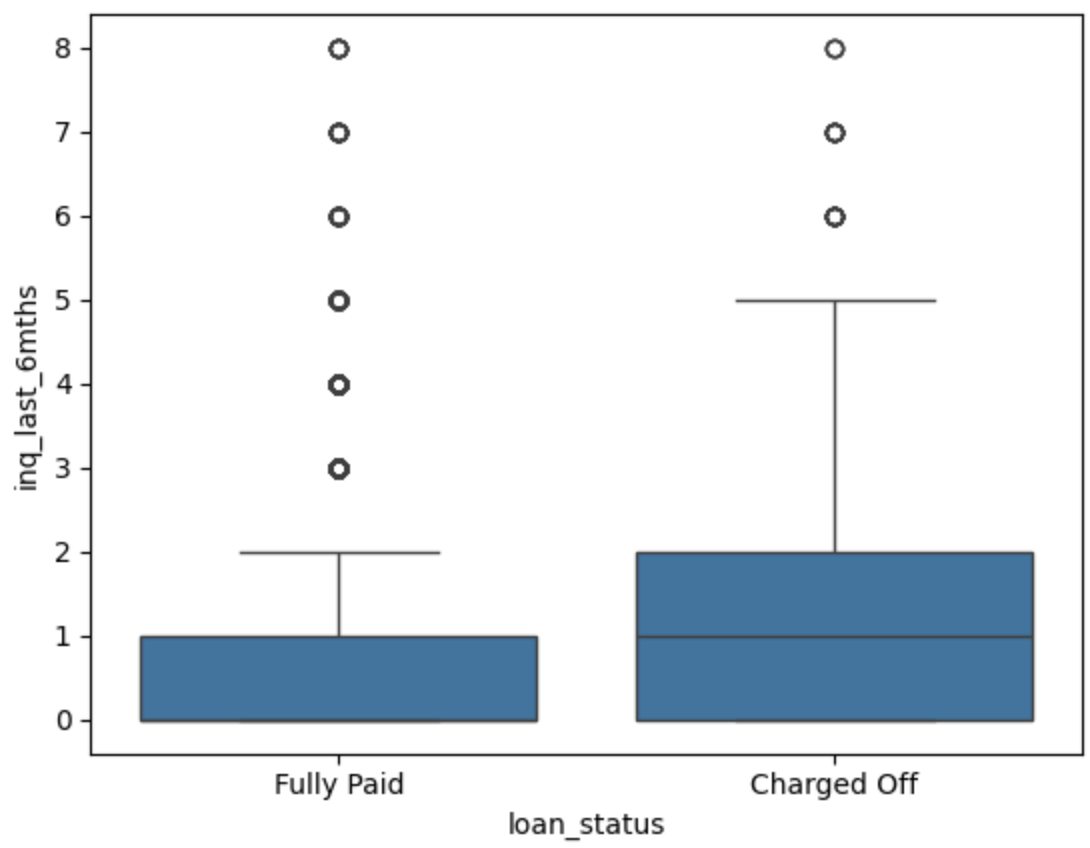 8
7
6
5
4
3
2
1
0
inq_last_6mths
Fully Paid
Charged Off
loan_status